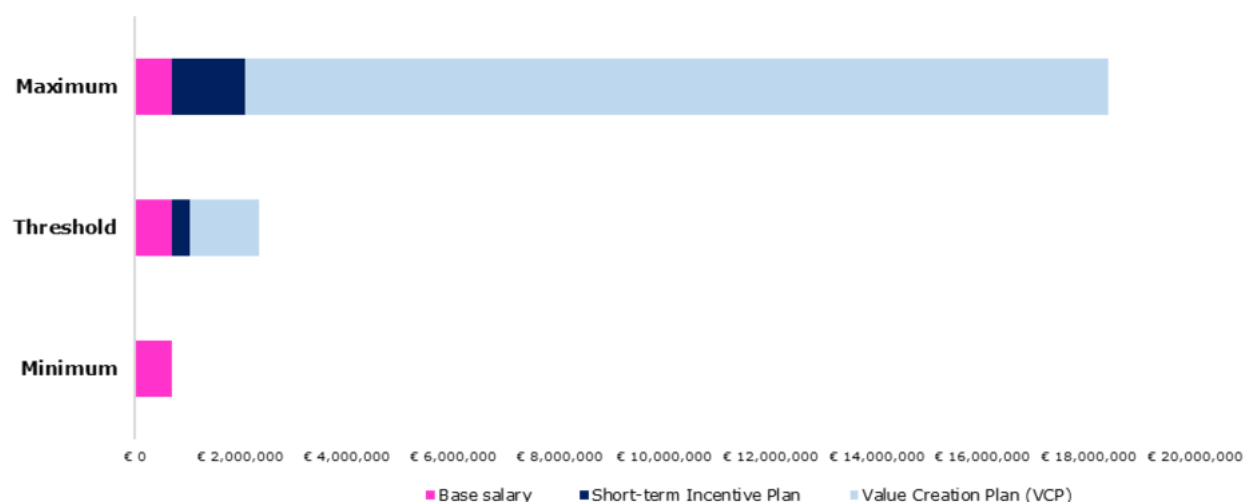 Maximum
Threshold
Minimum
€ 0 € 2,000,000 € 4,000,000 € 6,000,000 € 8,000,000 € 10,000,000 € 12,000,000 € 14,000,000 € 16,000,000 € 18,000,000 € 20,000,000
Base salary Short-term Incentive Plan Value Creation Plan (VCP)